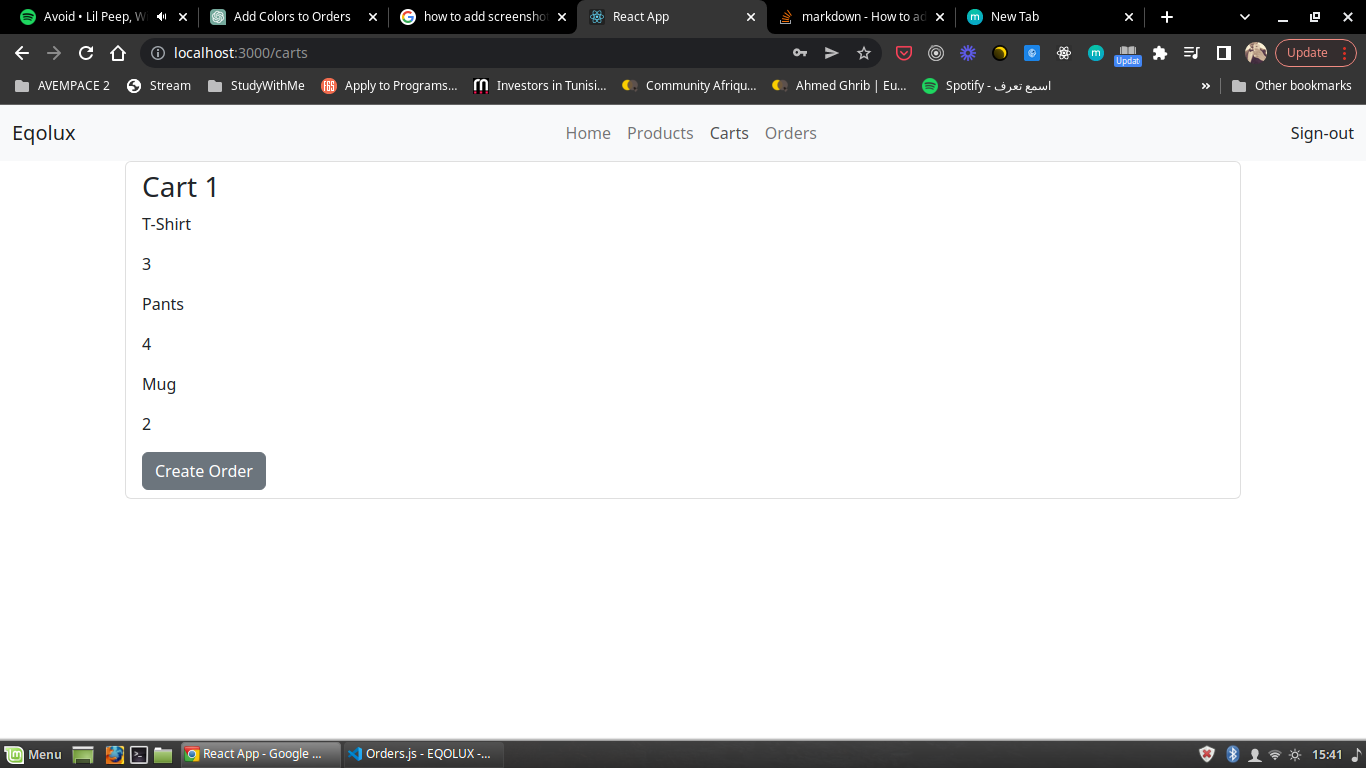 Avoid • Lil Peep, W
Add Colors to Orders
how to add screensho
React App
markdown - How to ad
New Tab
localhost:3000/carts
Updat
Update
AVEMPACE 2
Stream
StudyWithMe
Apply to Programs...
Investors in Tunisi...
Community Afriqu...
Ahmed Ghrib | Eu...
Spotify - اسمع تعرف
»
Other bookmarks
Eqolux
Home Products Carts Orders
Sign-out
Cart 1
T-Shirt
3
Pants
4
Mug
2
Create Order
Menu
React App - Google ...
Orders.js - EQOLUX -...
15:41